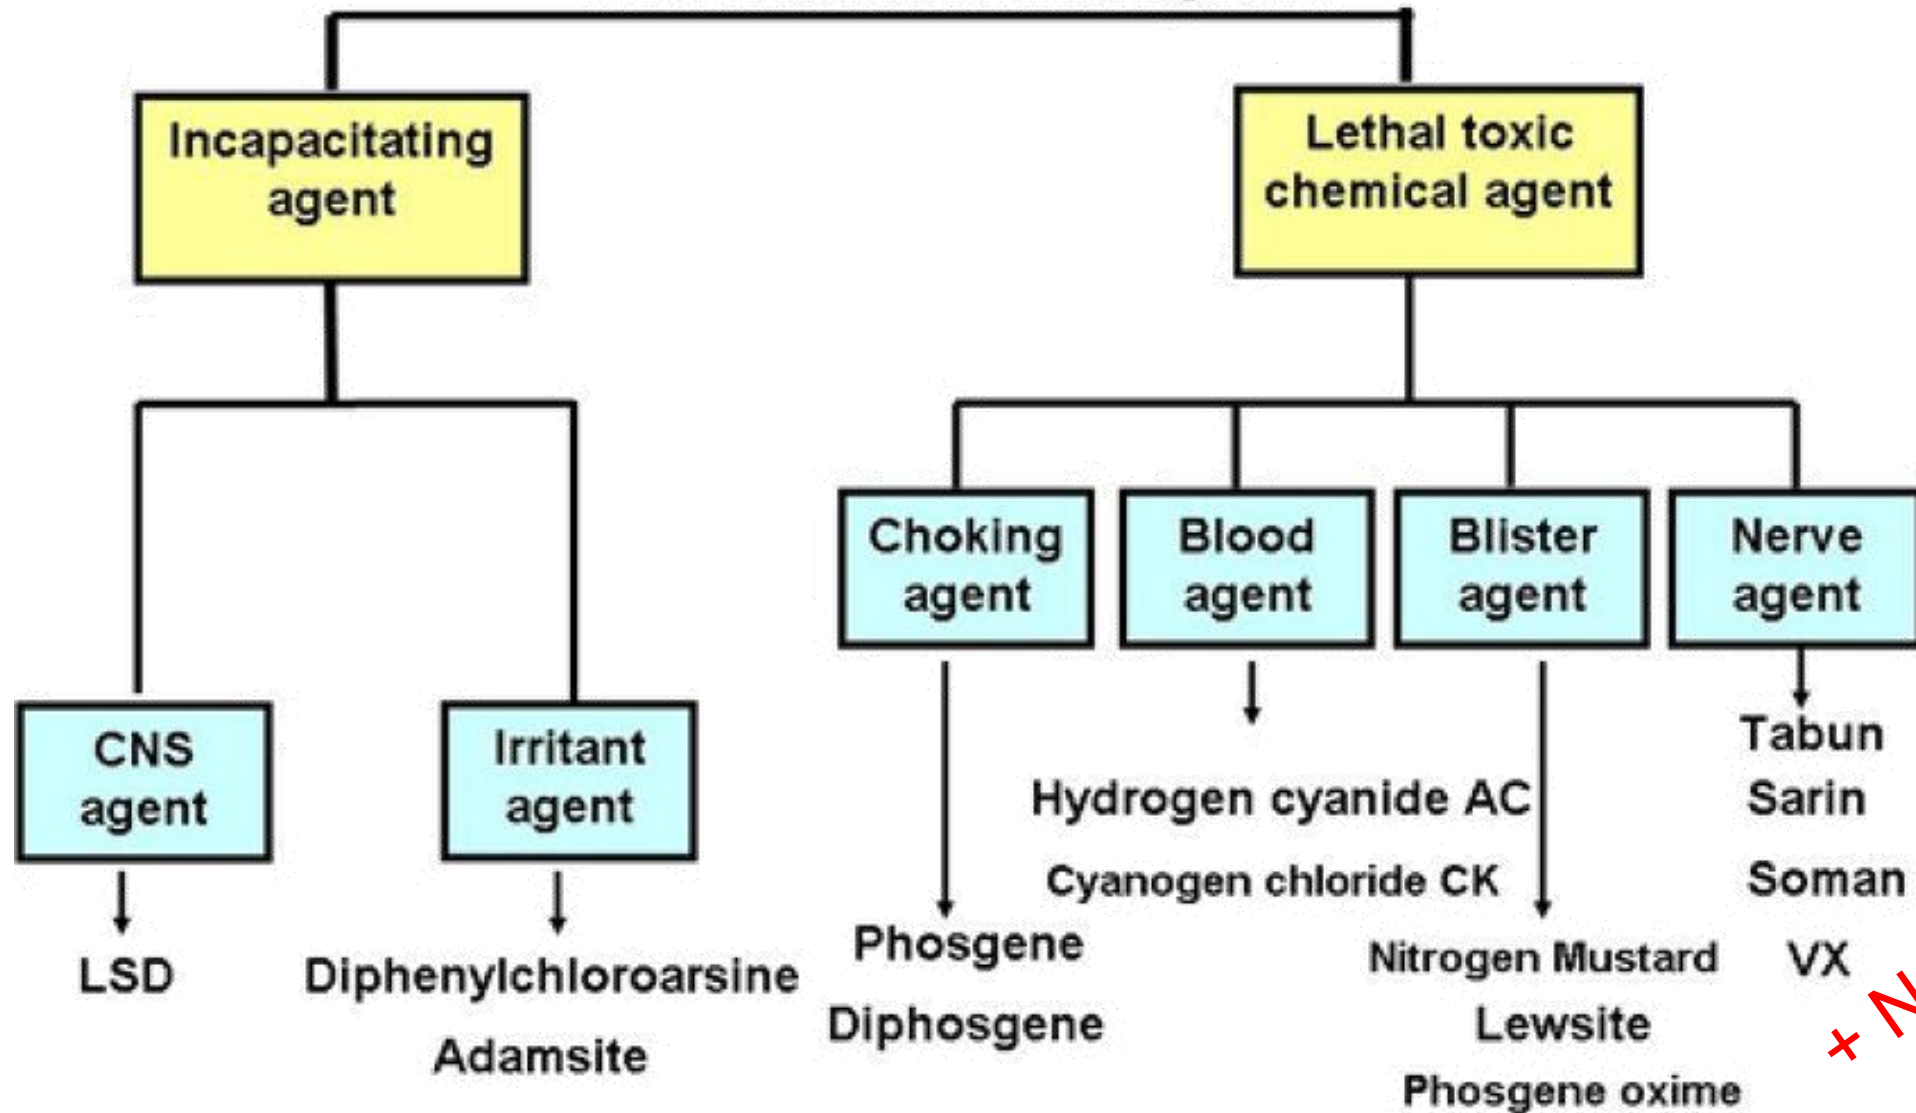 Incapacitating
agent
Lethal toxic
chemical agent
Choking
agent
Blood
agent
Blister
agent
Nerve
agent
CNS
agent
Irritant
agent
Tabun
Hydrogen cyanide AC
Sarin
Cyanogen chloride CK
Soman
Phosgene
Nitrogen Mustard
VX
LSD
Diphenylchloroarsine
Diphosgene
Lewsite
Adamsite
Phosgene oxime
+ N